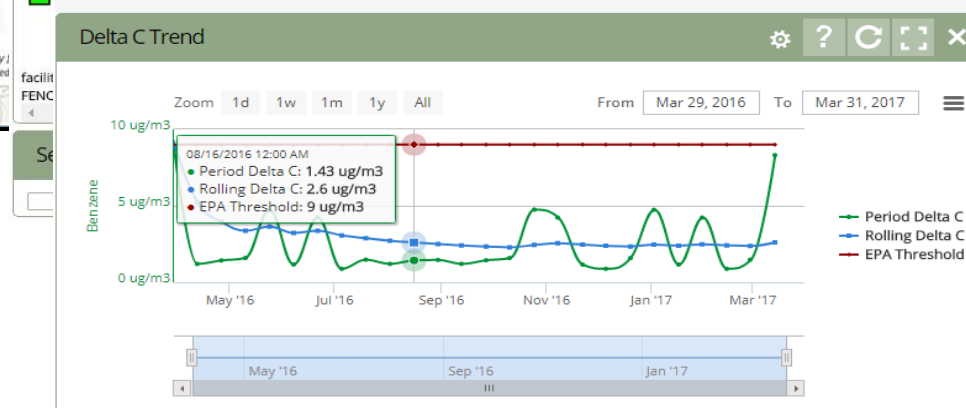 Delta C Trend
?
facilit
FENC
Se
Zoom 1d 1w 1m 1y All
From Mar 29, 2016 To Mar 31, 2017
10 ug/m3
5 ug/m3
0 ug/m3
Benzene
08/16/2016 12:00 AM
Period Delta C: 1.43 ug/m3
Rolling Delta C: 2.6 ug/m3
EPA Threshold: 9 ug/m3
Period Delta C
Rolling Delta C
EPA Threshold
May '16 Jul '16 Sep '16 Nov '16 Jan '17 Mar '17
May '16 Sep '16 Jan '17